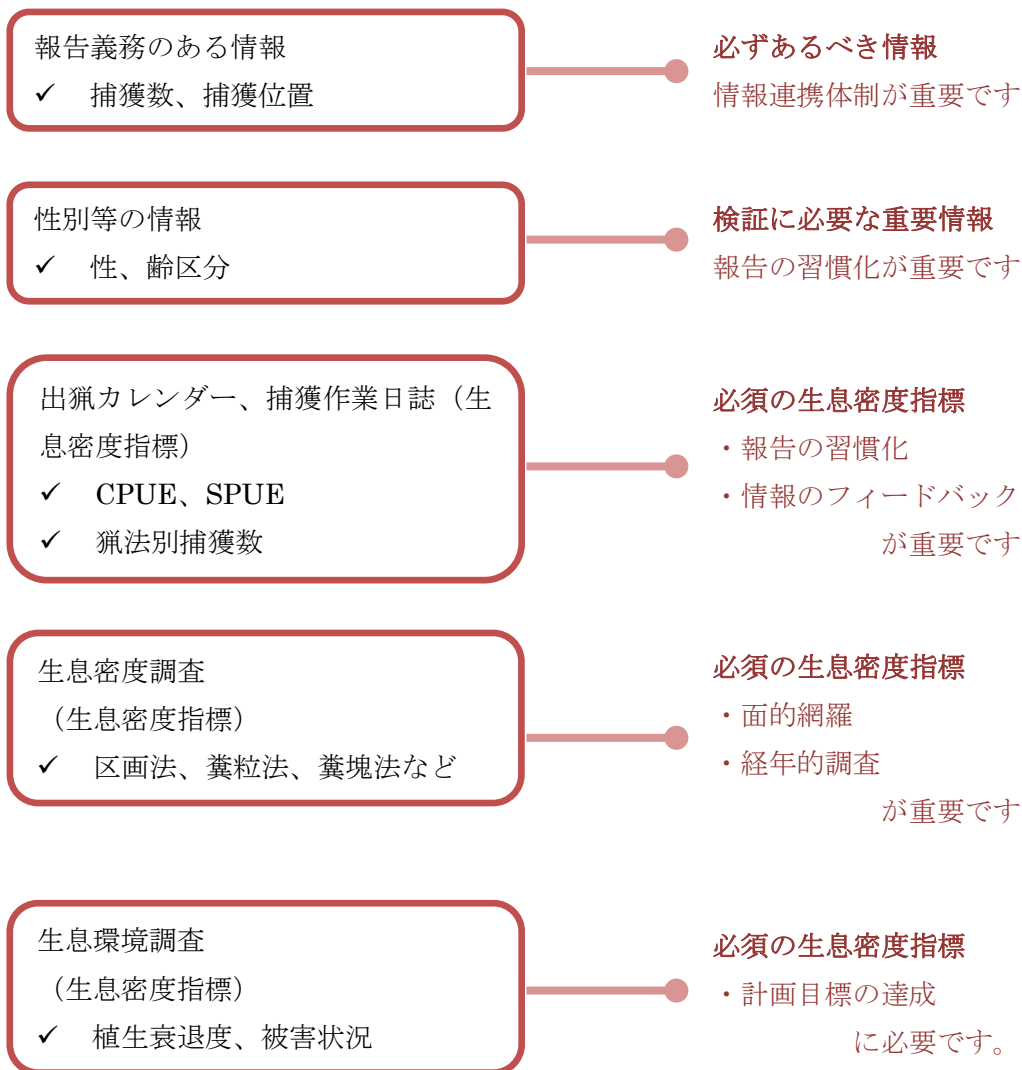 報告義務のある情報
✓ 捕獲数、捕獲位置
必ずあるべき情報
情報連携体制が重要です
性別等の情報
✓ 性、齢区分
検証に必要な重要情報
報告の習慣化が重要です
出猟カレンダー、捕獲作業日誌（生
息密度指標）
✓ CPUE、SPUE
✓ 猟法別捕獲数
必須の生息密度指標
・報告の習慣化
・情報のフィードバック
が重要です
生息密度調査
（生息密度指標）
✓ 区画法、糞粒法、糞塊法など
必須の生息密度指標
・面的網羅
・経年的調査
が重要です
生息環境調査
（生息密度指標）
✓ 植生衰退度、被害状況
必須の生息密度指標
・計画目標の達成
に必要です。